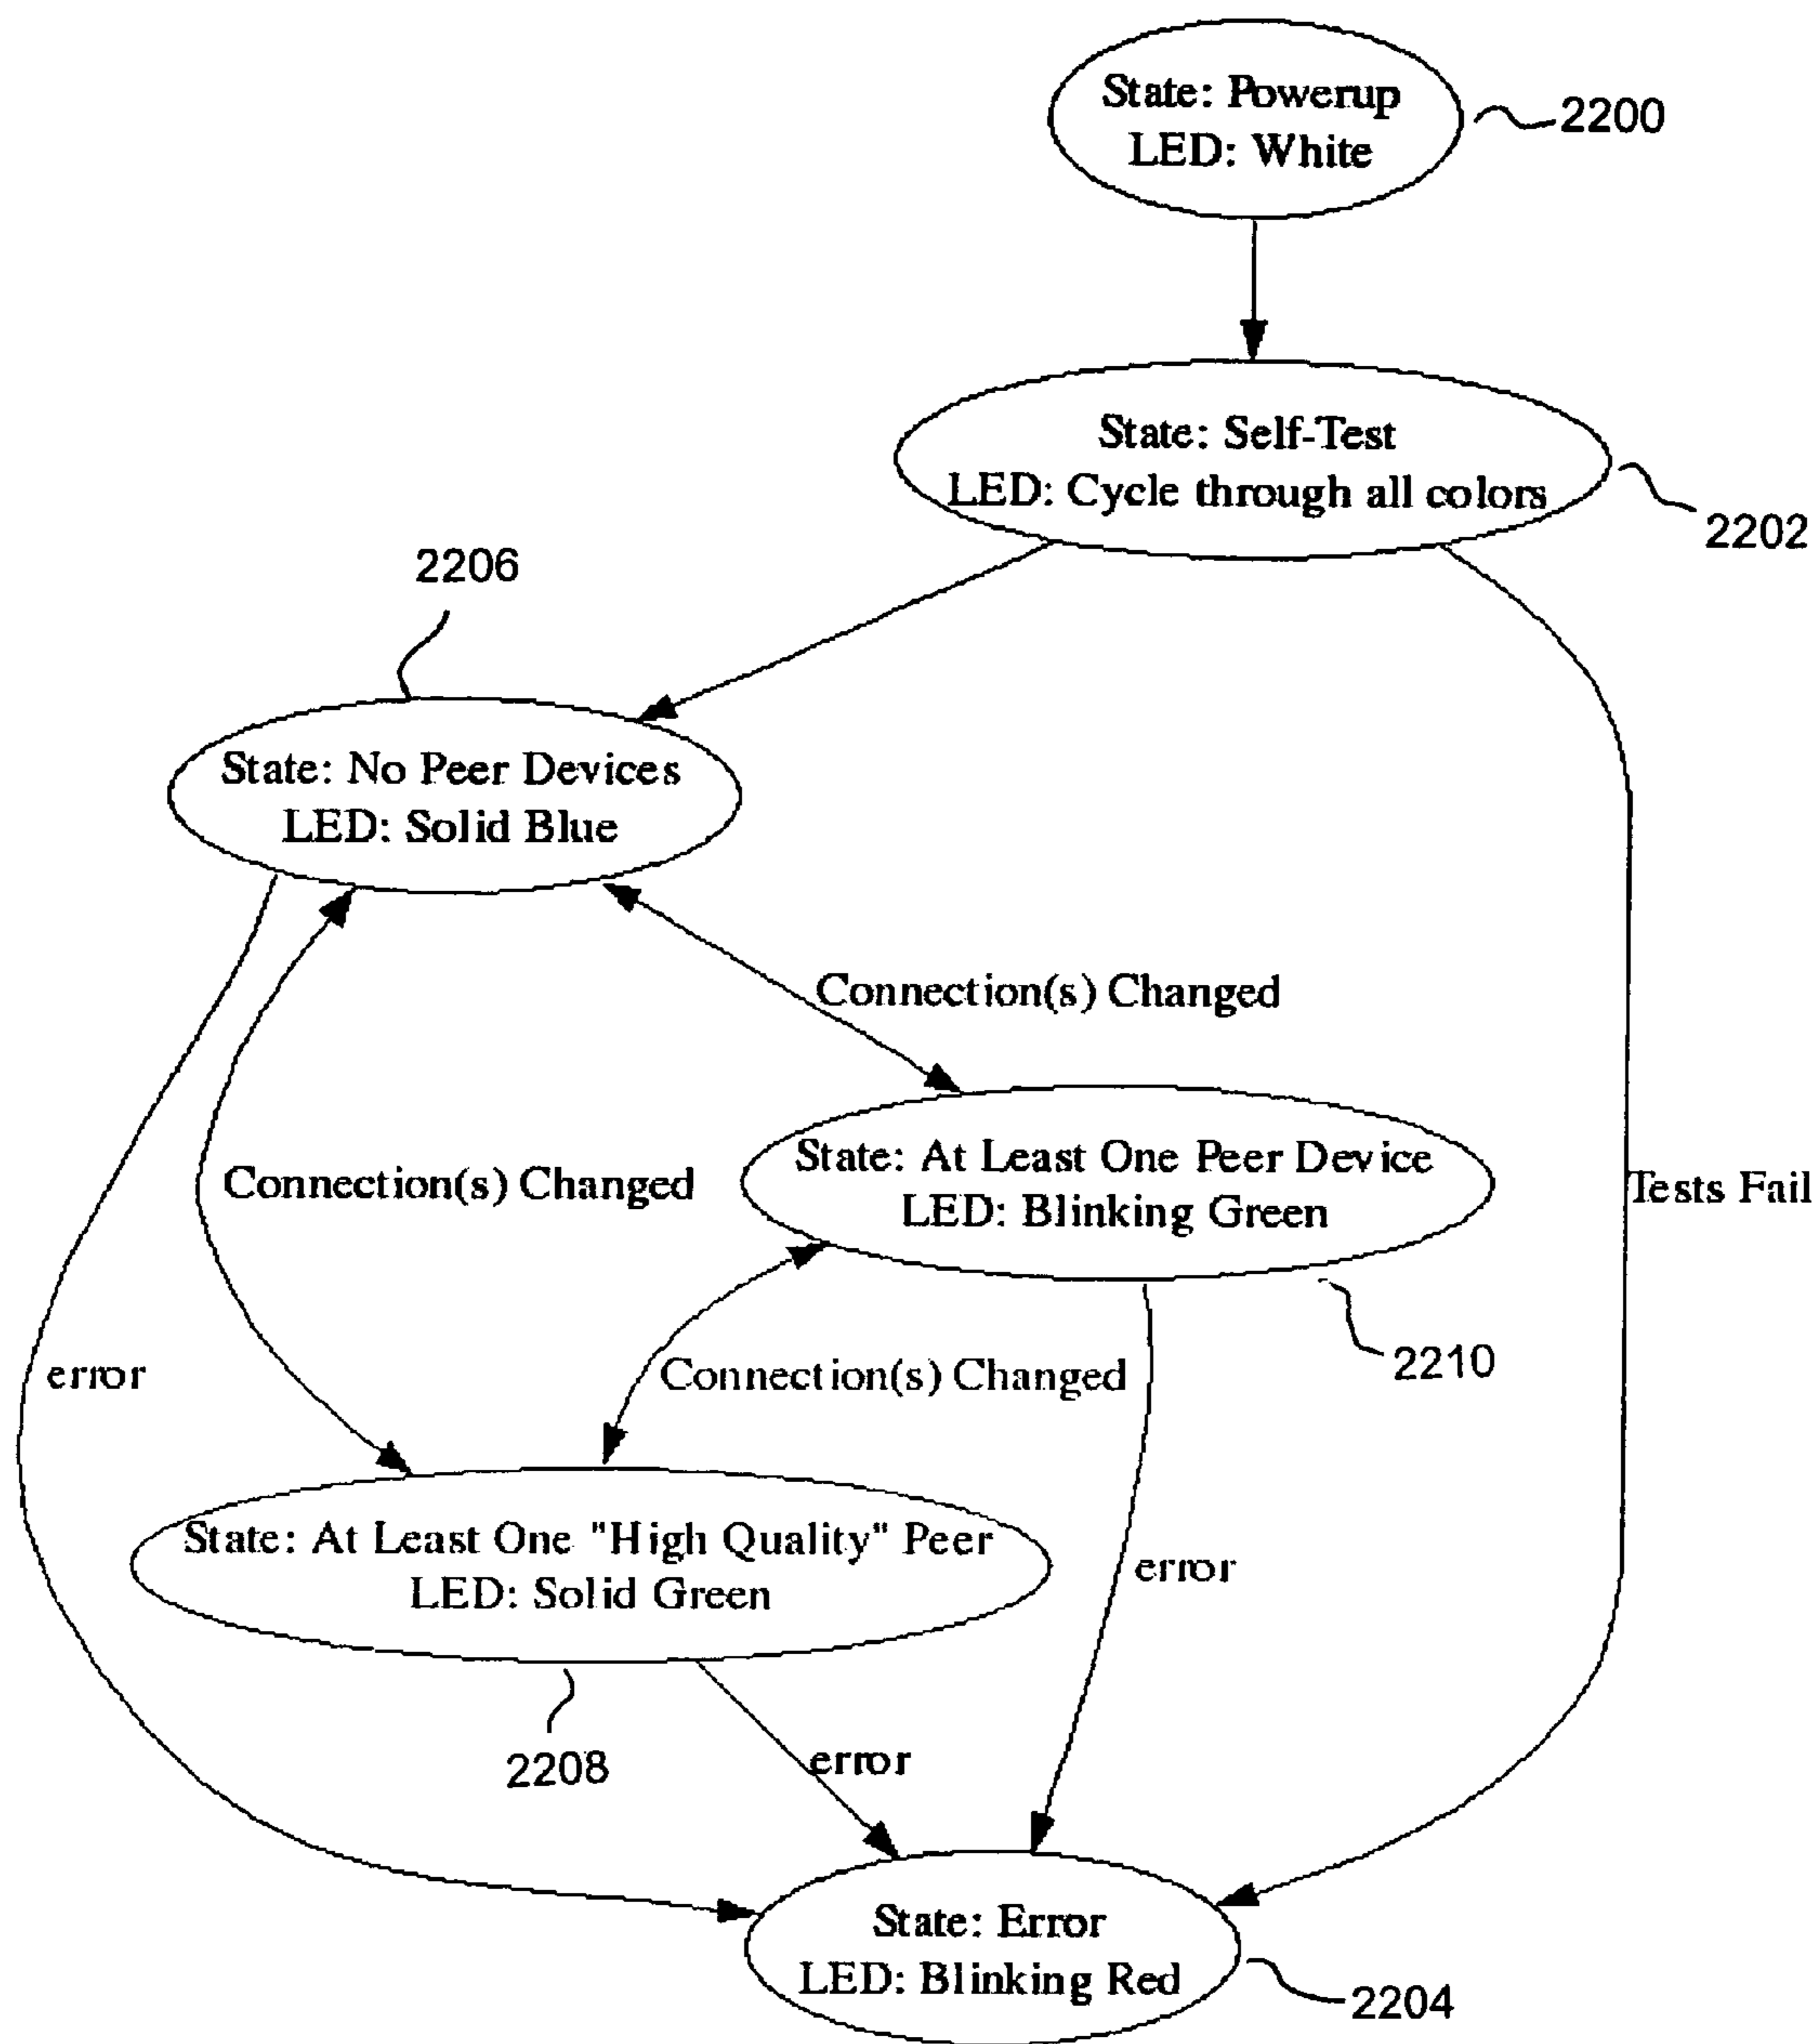 State: Powerup
LED: White
2200
State: Self-Test
LED: Cycle through all colors
2202
2206
State: No Peer Devices
LED: Solid Blue
Connection(s) Changed
Connection(s) Changed
State: At Least One Peer Device
LED: Blinking Green
Tests Fail
2210
error
Connection(s) Changed
State: At Least One "High Quality" Peer
LED: Solid Green
error
2208
error
State: Error
LED: Blinking Red
2204